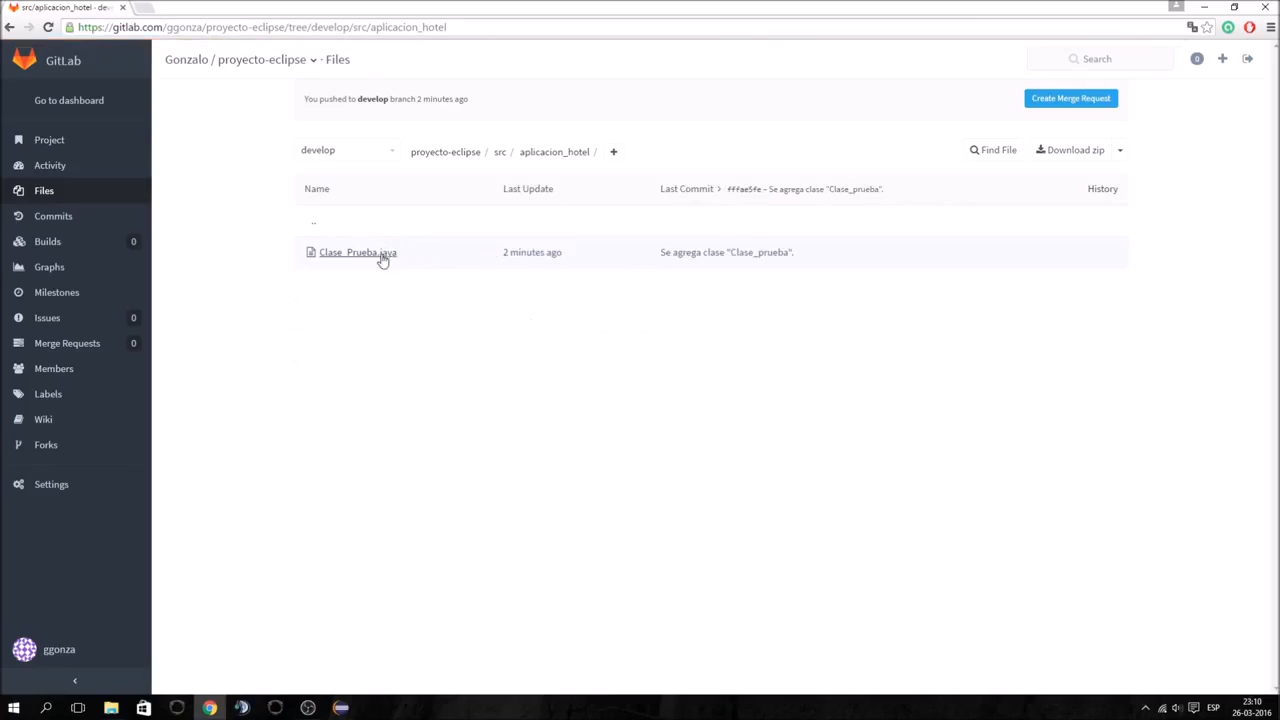 src/aplicacion_hotel - dev
https://gitlab.com/ggonza/proyecto-eclipse/tree/develop/src/aplicacion_hotel
GitLab
Gonzalo / proyecto-eclipse · Files
Search
0
Go to dashboard
You pushed to develop branch 2 minutes ago
Create Merge Request
Project
develop
proyecto-eclipse / src / aplicacion_hotel / +
Find File
Download zip
Activity
Files
Name
Last Update
Last Commit > fffae5fe – Se agrega clase "Clase_prueba".
History
Commits
..
Builds 0
Clase_Prueba.java
2 minutes ago
Se agrega clase "Clase_prueba".
Graphs
Milestones
Issues 0
Merge Requests 0
Members
Labels
Wiki
Forks
Settings
ggonza
ESP
23:10
26-03-2016